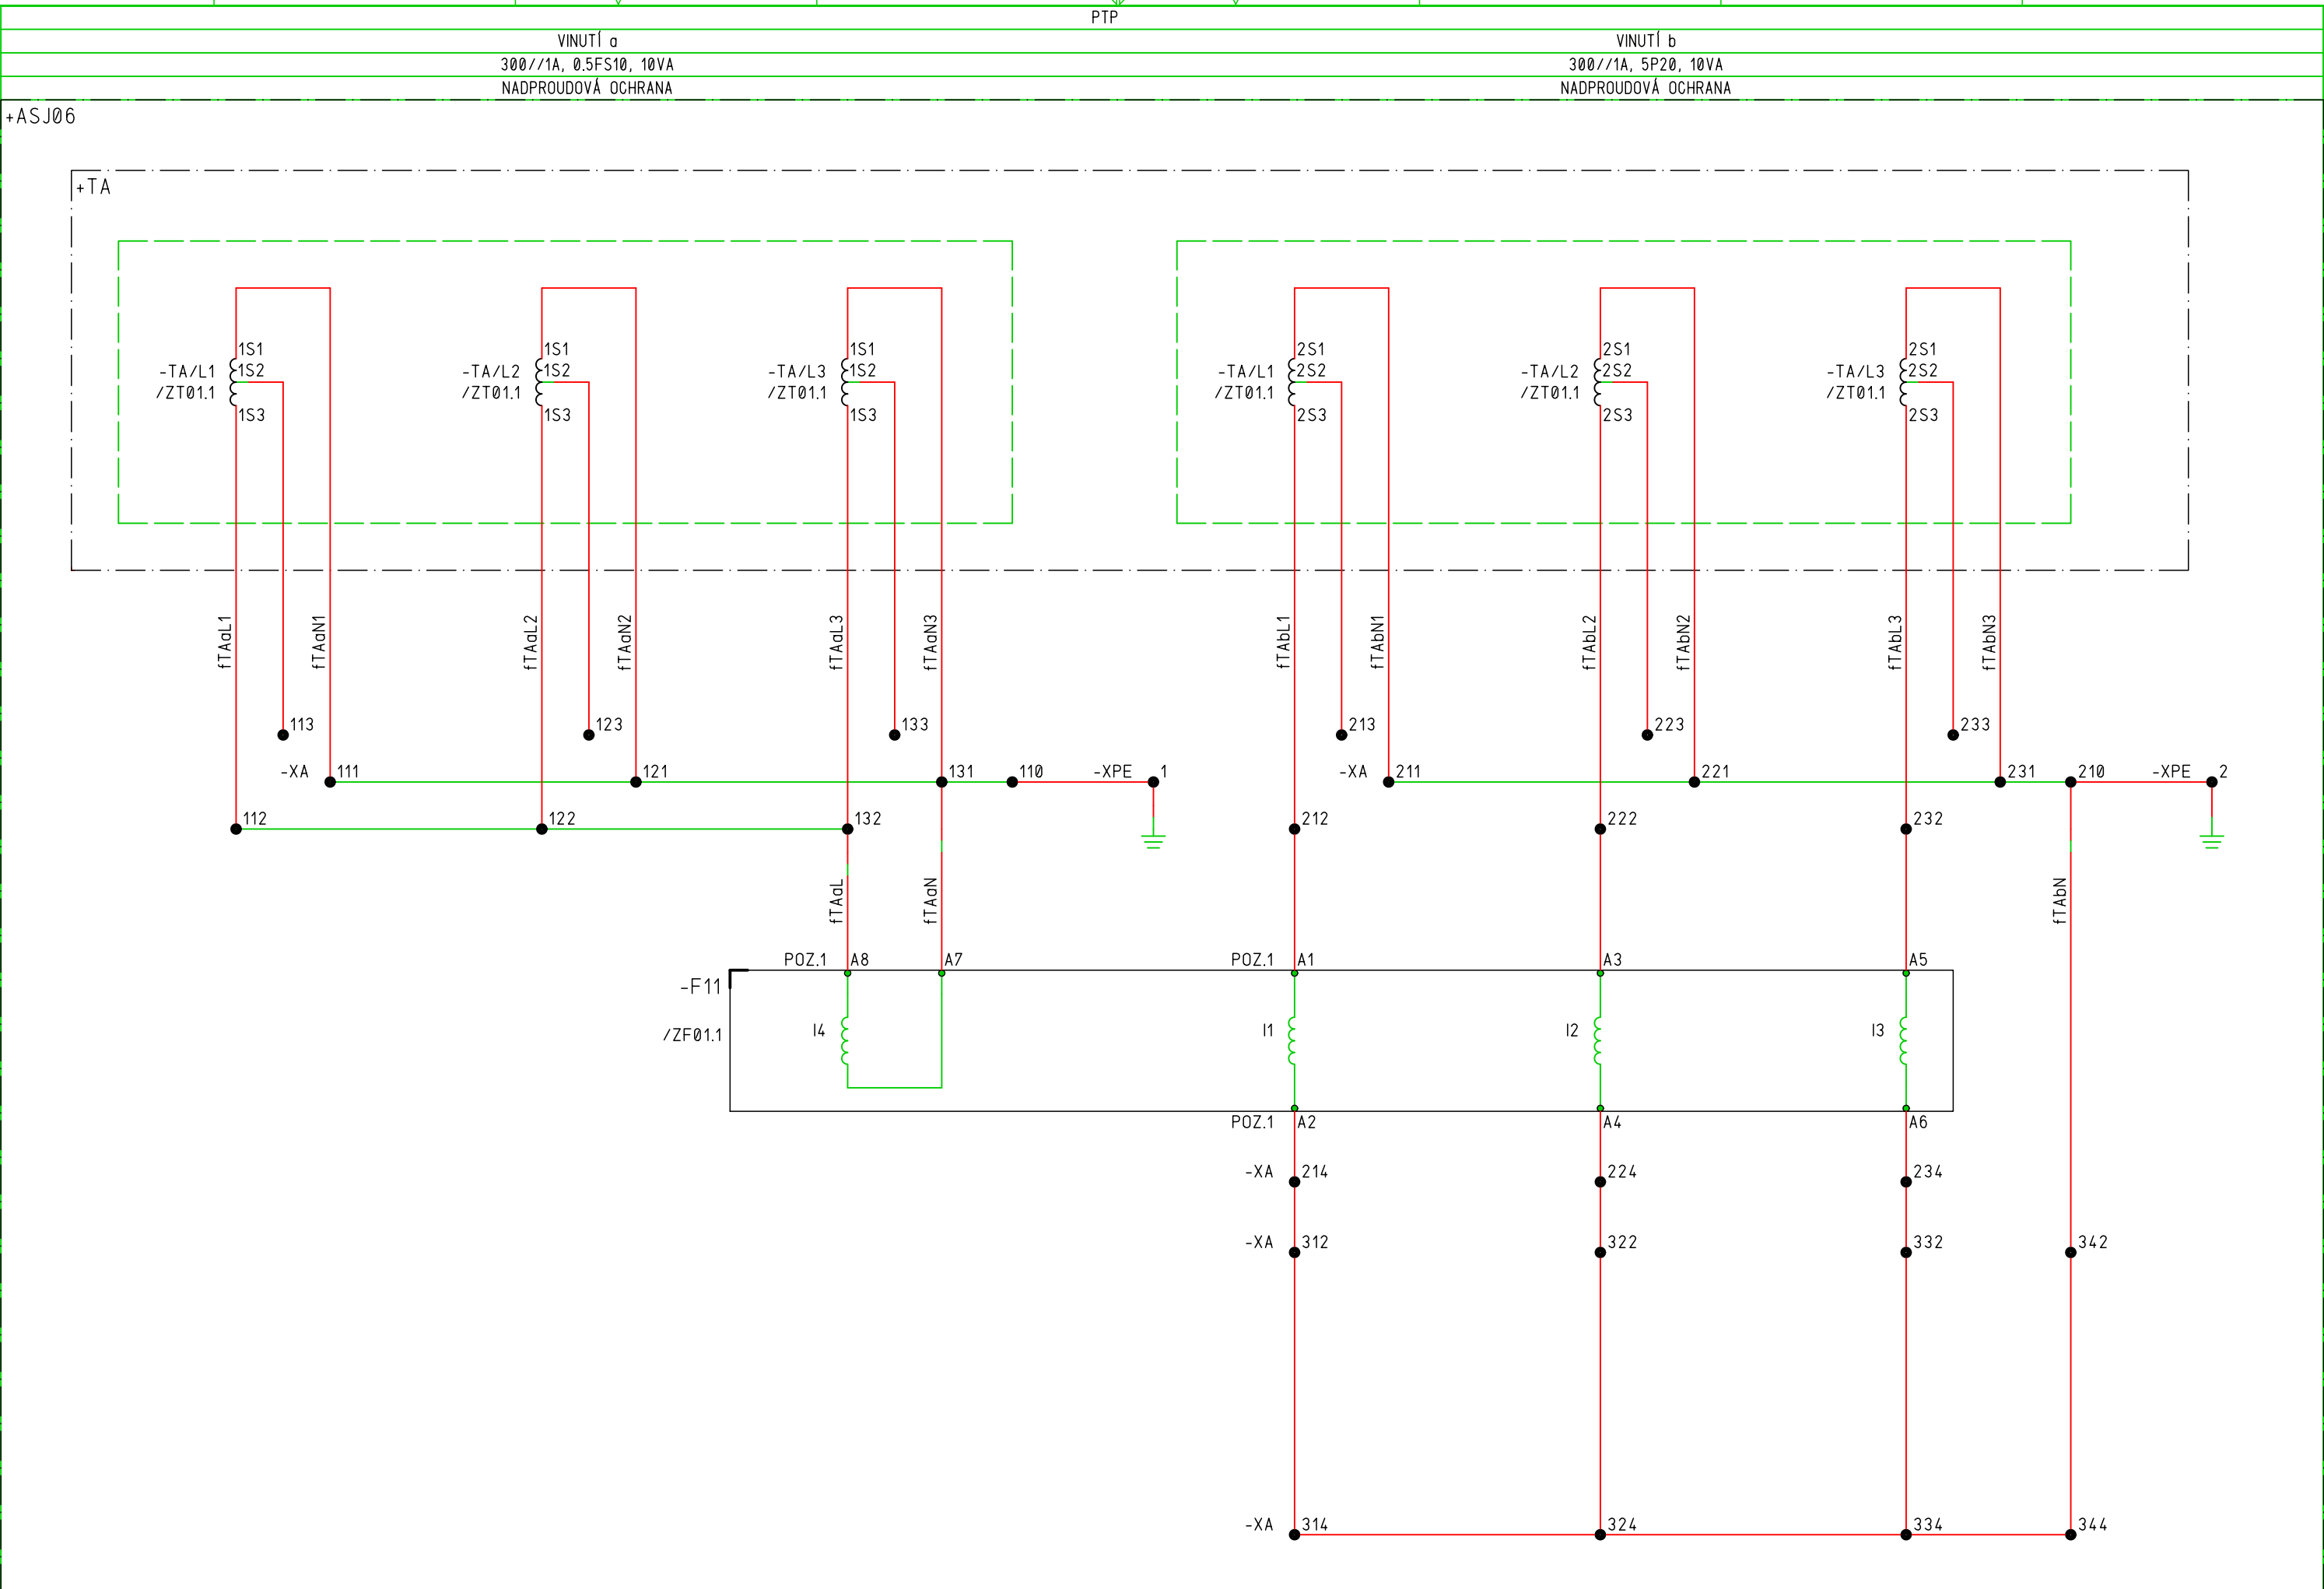 PTP
VINUTÍ a VINUTÍ b
300//1A, 0.5FS10, 10VA 300//1A, 5P20, 10VA
NADPROUDOVÁ OCHRANA NADPROUDOVÁ OCHRANA
+ASJ06
+TA
1S1 1S1 1S1 2S1 2S1 2S1
-TA/L1 1S2 -TA/L2 1S2 -TA/L3 1S2 -TA/L1 2S2 -TA/L2 2S2 -TA/L3 2S2
/ZT01.1 /ZT01.1 /ZT01.1 /ZT01.1 /ZT01.1 /ZT01.1
1S3 1S3 1S3 2S3 2S3 2S3
fTAaL1 fTAaN1 fTAaL2 fTAaN2 fTAaL3 fTAaN3 fTAbL1 fTAbN1 fTAbL2 fTAbN2 fTAbL3 fTAbN3
113 123 133 213 223 233
-XA 111 121 131 110 -XPE 1 -XA 211 221 231 210 -XPE 2
112 122 132 212 222 232
fTAaL fTAaN fTAbN
POZ.1 A8 A7 POZ.1 A1 A3 A5
-F11
I4 I1 I2 I3
/ZF01.1
POZ.1 A2 A4 A6
-XA 214 224 234
-XA 312 322 332 342
-XA 314 324 334 344